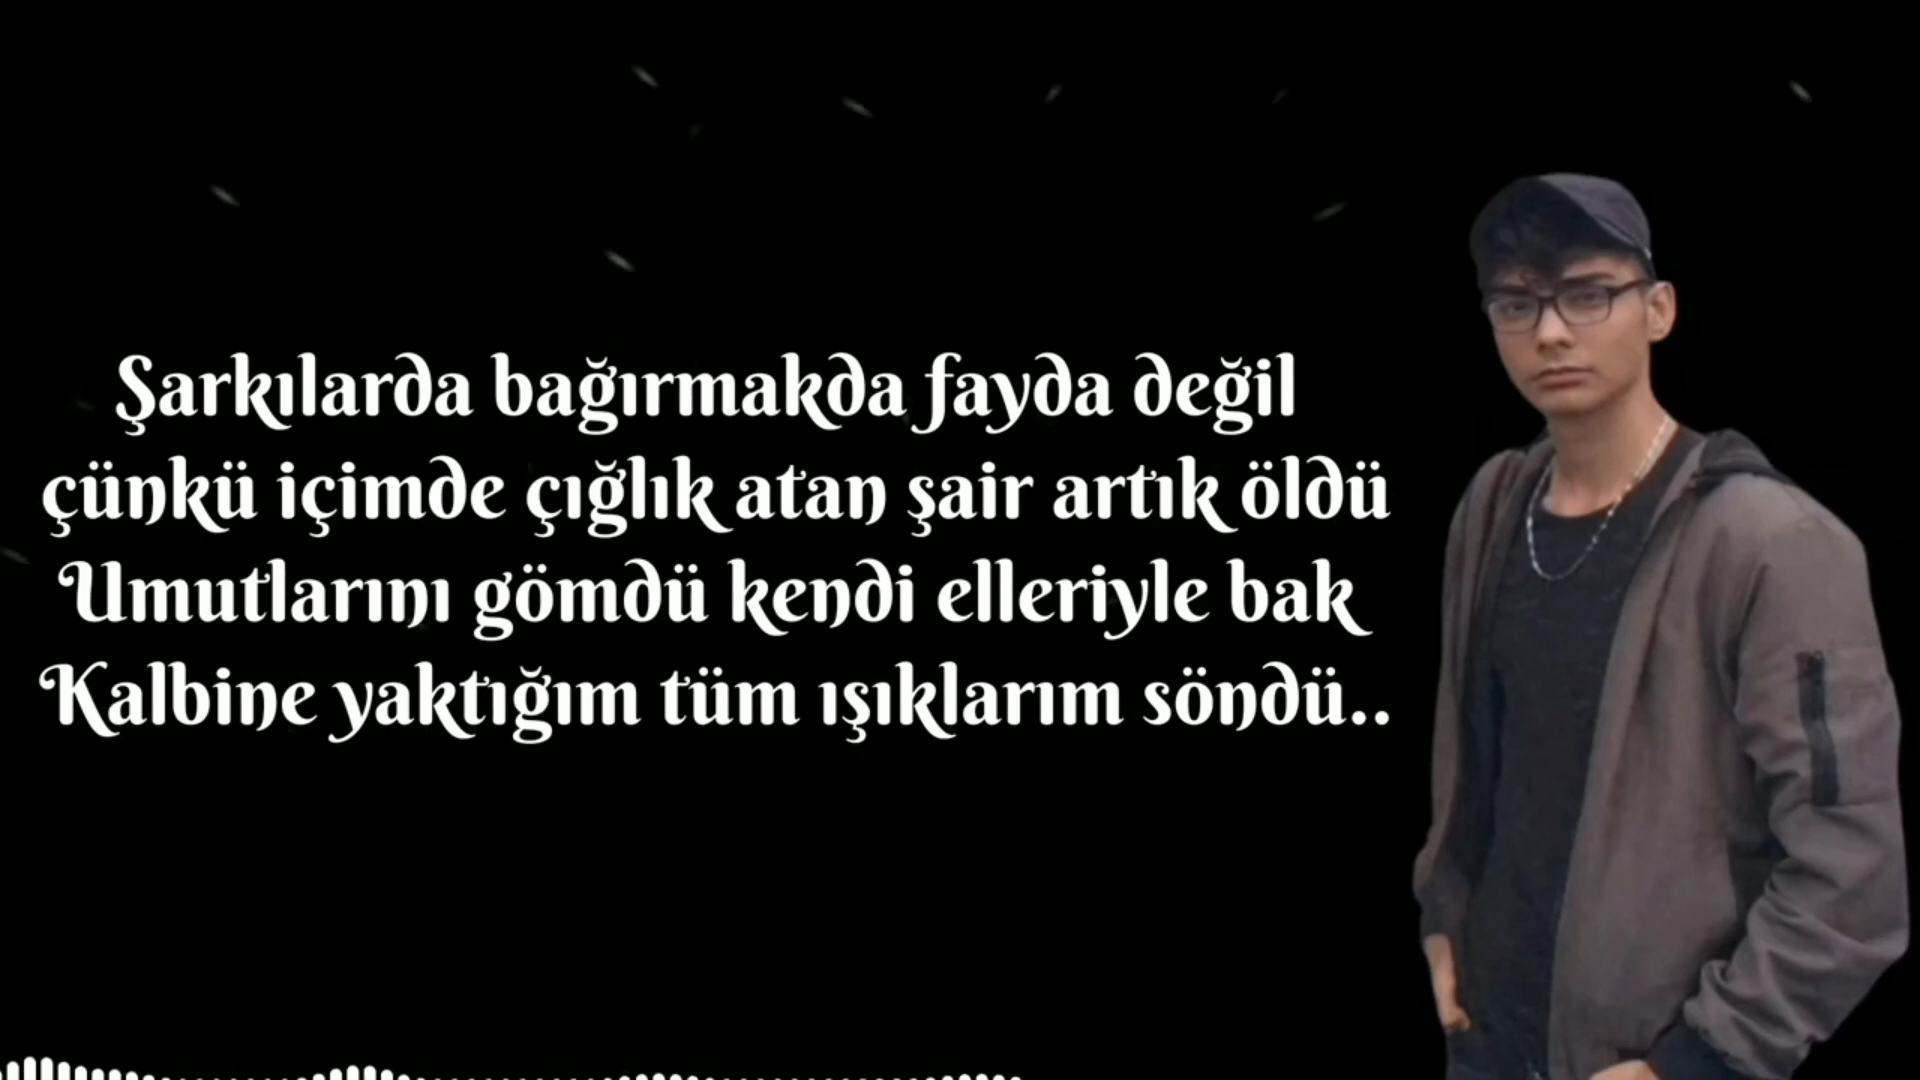 Şarkılarda bağırmakda fayda değil
çünkü içimde çığlık atan şair artık öldü
Umutlarını gömdü kendi elleriyle bak
Kalbine yaktığım tüm ışıklarım söndü..